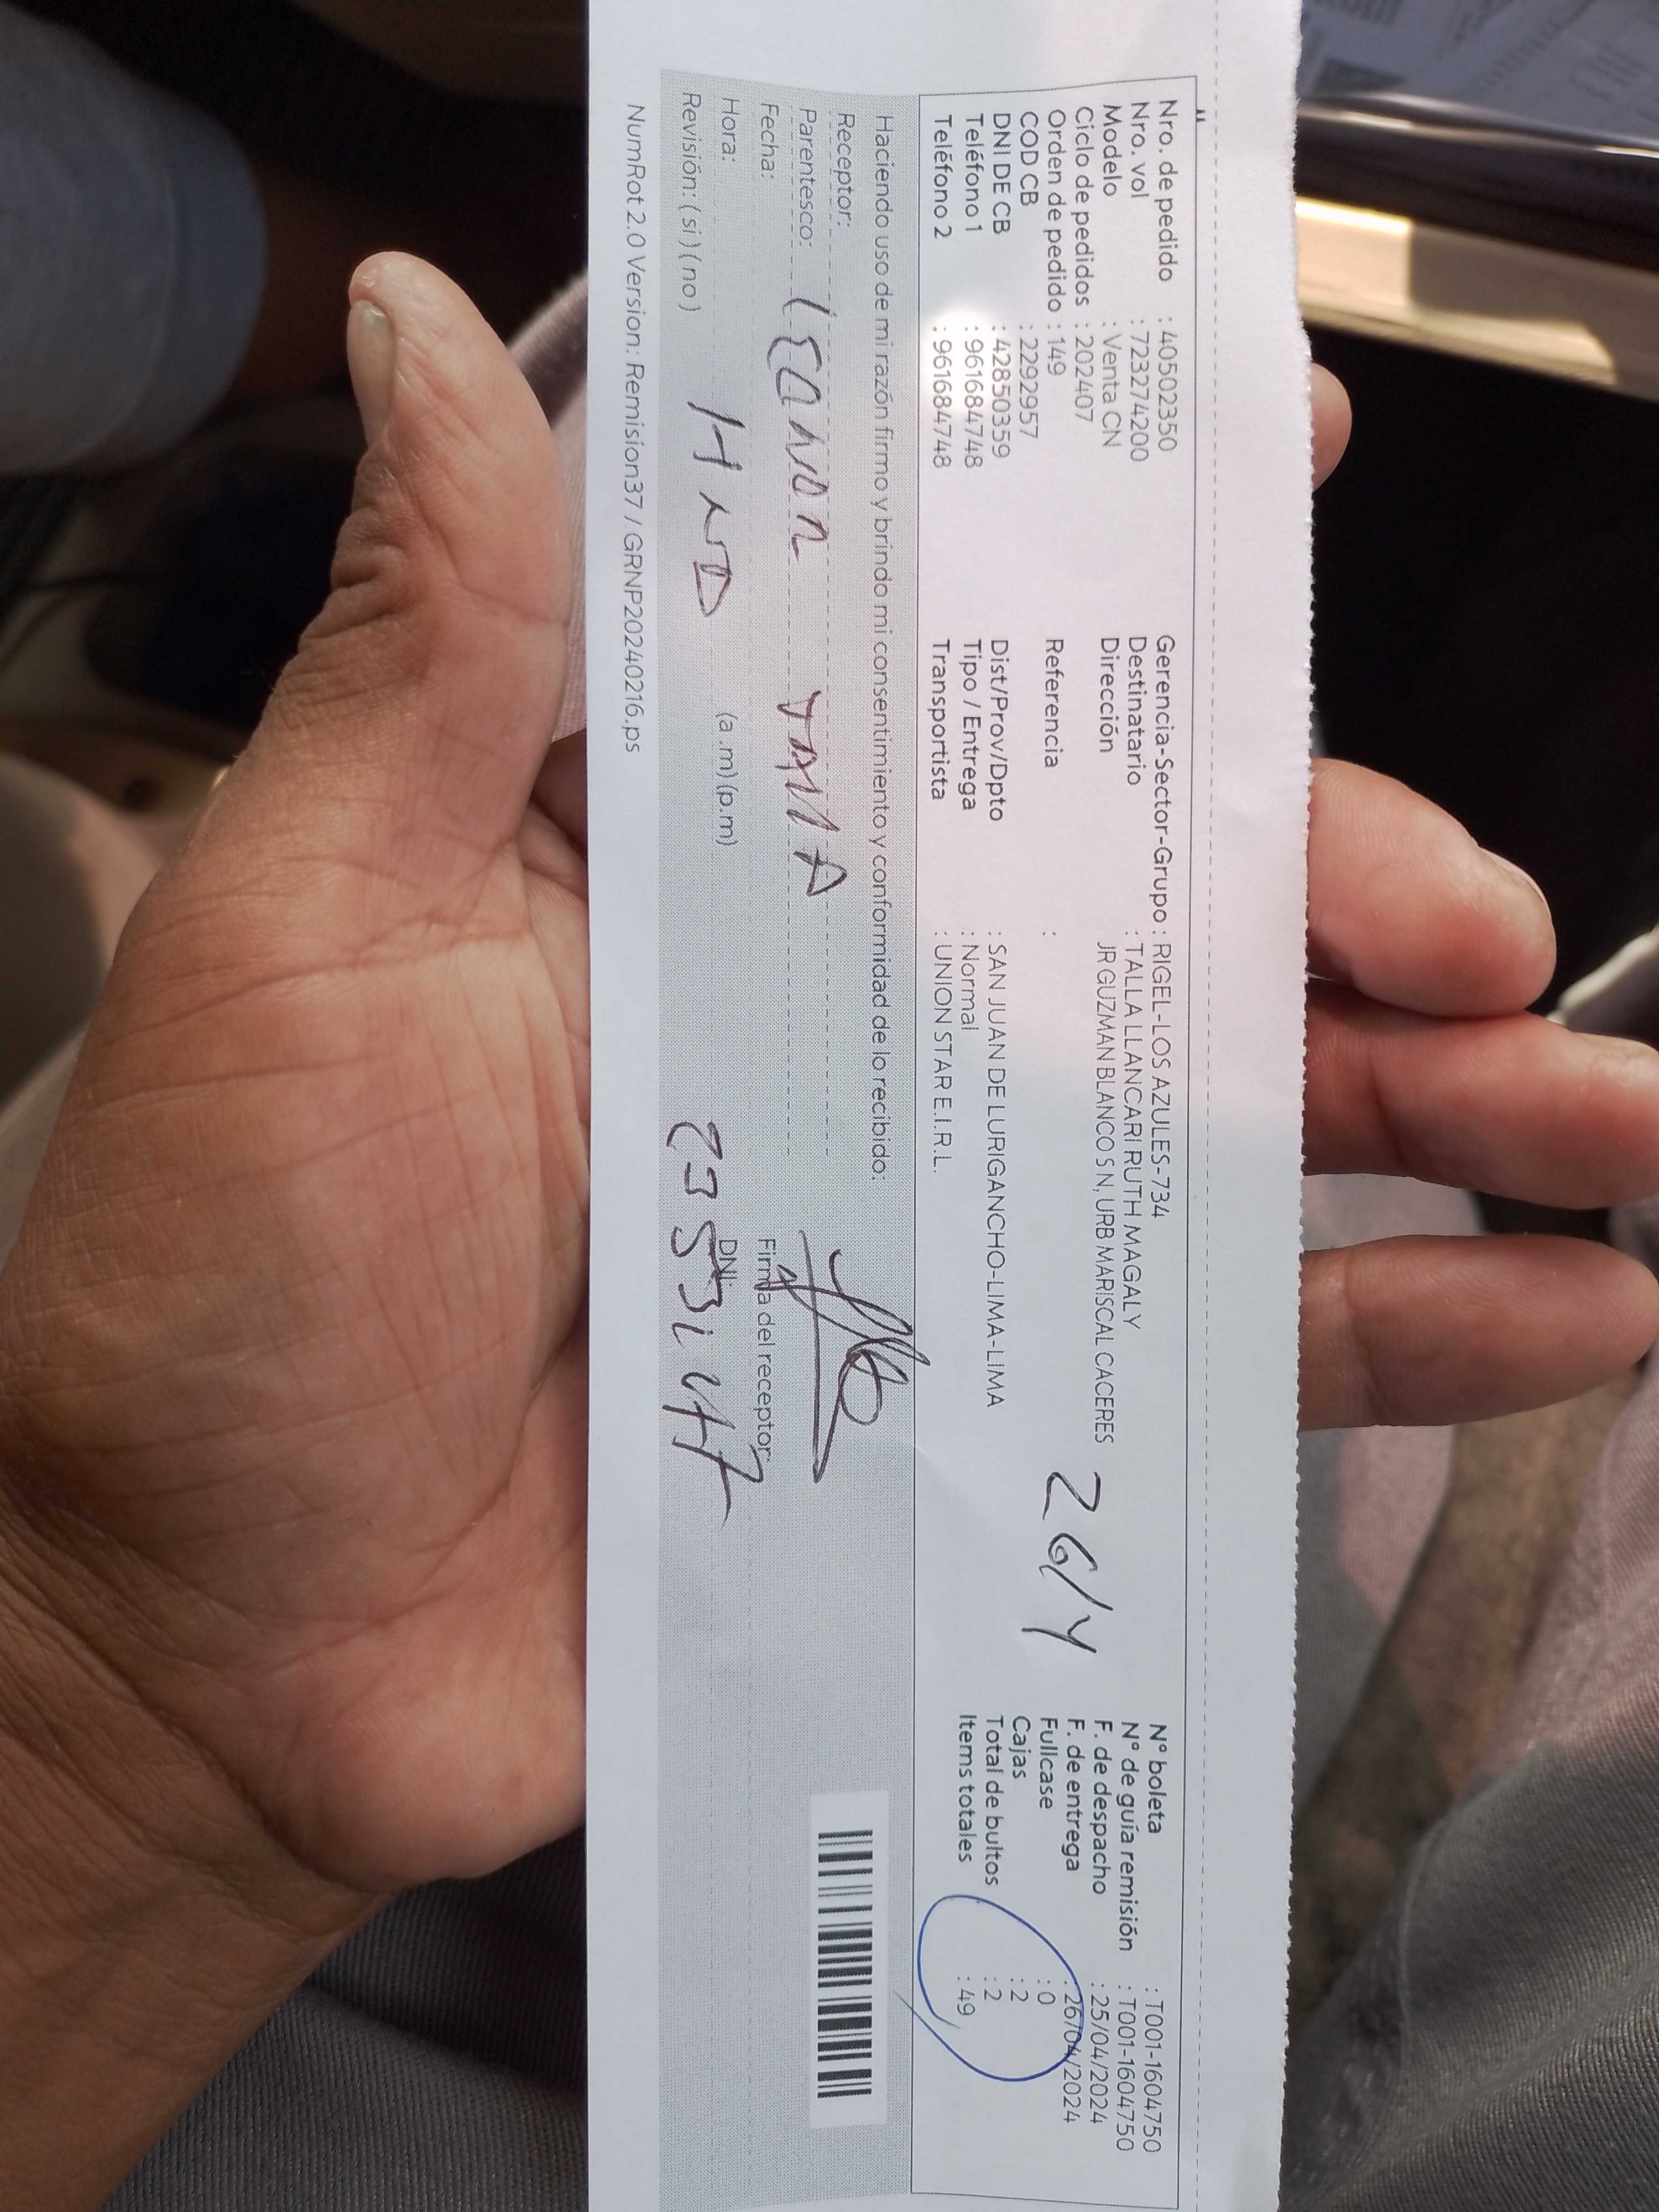 Nro. de pedido : 40502350
Nro. vol : 7232742​00
Modelo : Venta CN
Ciclo de pedidos : 202407
Orden de pedido : 149
COD CB : 2292957
DNI DE CB : 42850359
Teléfono 1 : 961684748
Teléfono 2 : 961684748
Gerencia-Sector-Grupo : RIGEL-LOS AZULES-734
Destinatario : TALLA LLANCARI RUTH MAGALY
Dirección JR GUZMAN BLANCO S N, URB MARISCAL CACERES
Referencia :
Dist/Prov/Dpto : SAN JUAN DE LURIGANCHO-LIMA-LIMA
Tipo / Entrega : Normal
Transportista : UNION STAR E.I.R.L.
26/4
N° boleta : T001-1604750
N° de guía remisión : T001-1604750
F. de despacho : 25/04/2024
F. de entrega : 26/04/2024
Fullcase : 0
Cajas : 2
Total de bultos : 2
Items totales : 49
Haciendo uso de mi razón firmo y brindo mi consentimiento y conformidad de lo recibido:
Receptor:
Parentesco:
Fecha:
Hora: (a.m)(p.m)
Revisión: (si) (no)
Firma del receptor
DNI:
NumRot 2.0 Version: Remision37 / GRNP20240216.ps